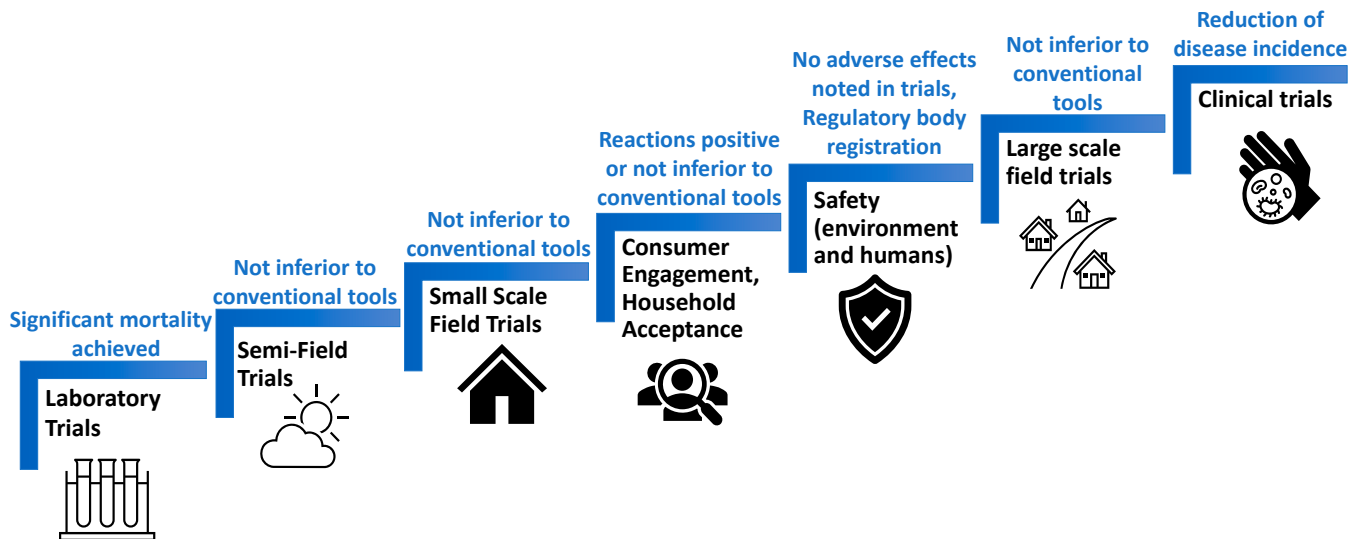 Significant mortality
achieved
Laboratory
Trials
Not inferior to
conventional tools
Semi-Field
Trials
Not inferior to
conventional tools
Small Scale
Field Trials
Reactions positive
or not inferior to
conventional tools
Consumer
Engagement,
Household
Acceptance
No adverse effects
noted in trials,
Regulatory body
registration
Safety
(environment
and humans)
Not inferior to
conventional
tools
Large scale
field trials
Reduction of
disease incidence
Clinical trials